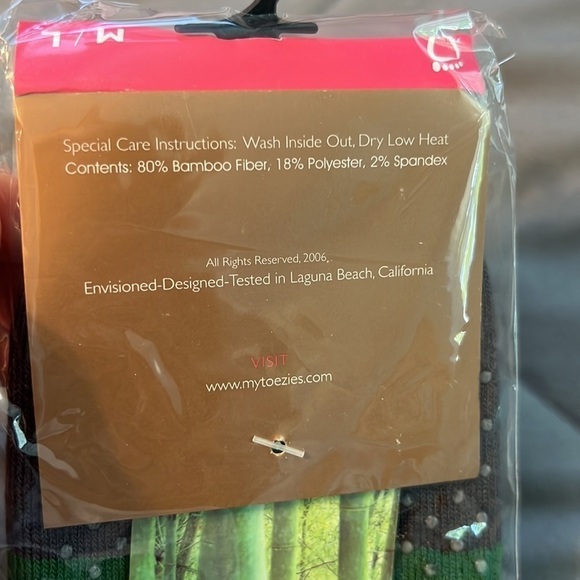 M L
Special Care Instructions: Wash Inside Out, Dry Low Heat
Contents: 80% Bamboo Fiber, 18% Polyester, 2% Spandex
All Rights Reserved, 2006,
Envisioned-Designed-Tested in Laguna Beach, California
VISIT
www.mytoezies.com